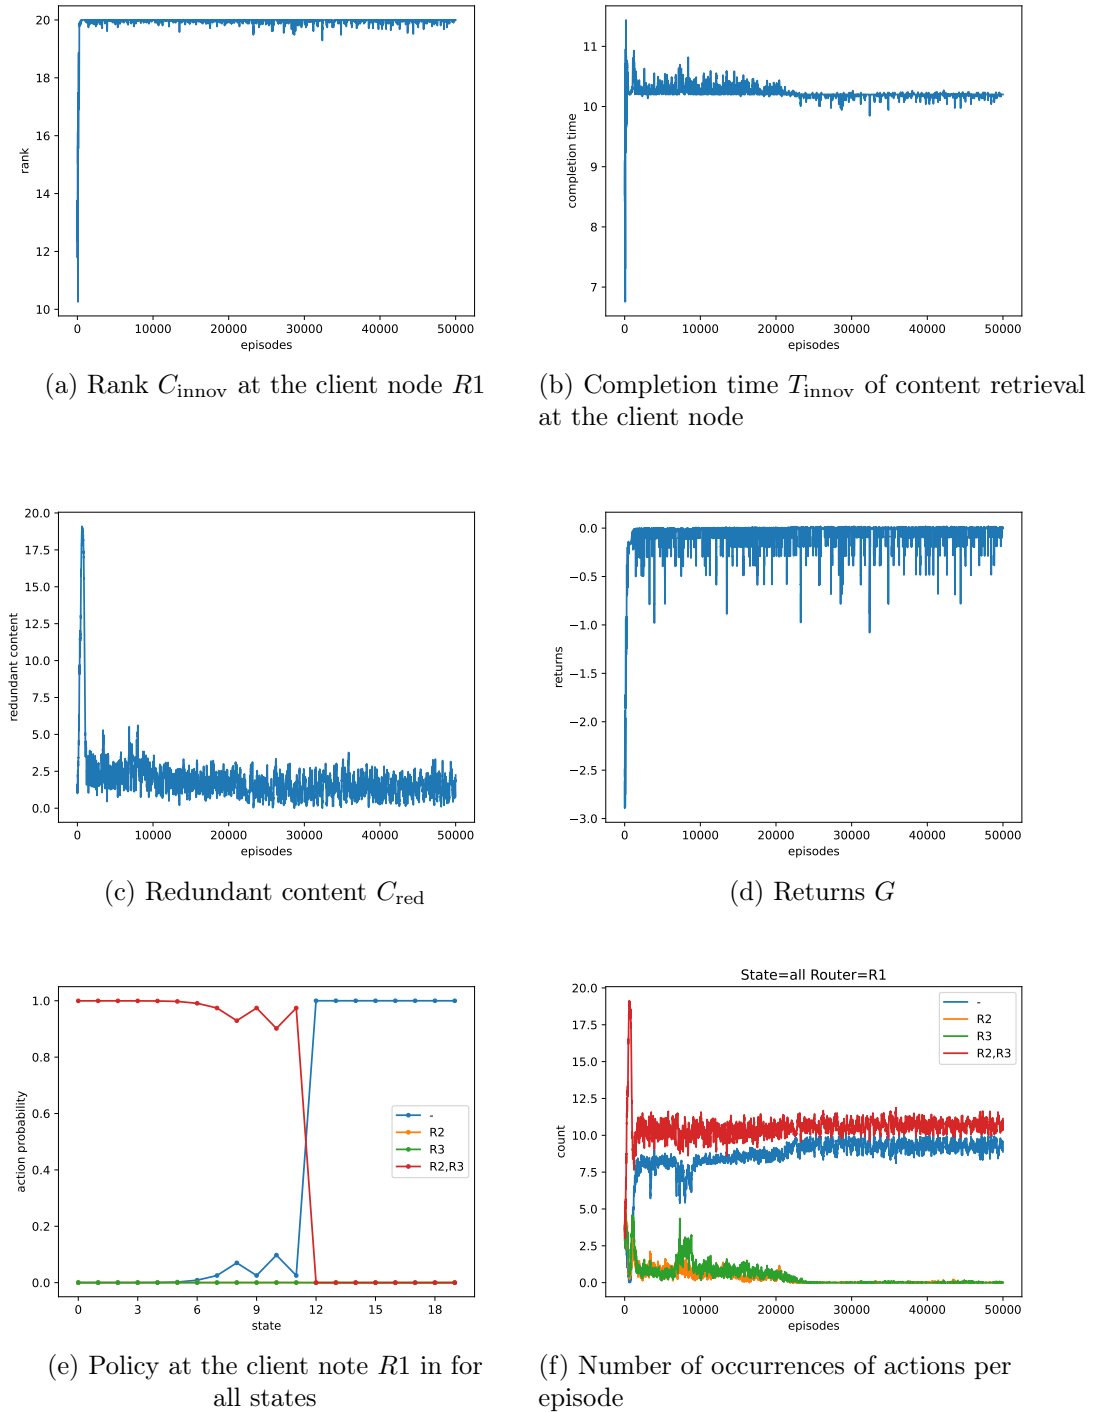 20
18
16
14
12
10
rank
0
10000
20000
30000
40000
50000
episodes
(a) Rank C_innov at the client node R1
11
10
9
8
7
completion time
0
10000
20000
30000
40000
50000
episodes
(b) Completion time T_innov of content retrieval
at the client node
20.0
17.5
15.0
12.5
10.0
7.5
5.0
2.5
0.0
redundant content
0
10000
20000
30000
40000
50000
episodes
(c) Redundant content C_red
0.0
−0.5
−1.0
−1.5
−2.0
−2.5
−3.0
returns
0
10000
20000
30000
40000
50000
episodes
(d) Returns G
1.0
0.8
0.6
0.4
0.2
0.0
action probability
-
R2
R3
R2,R3
0
3
6
9
12
15
18
state
(e) Policy at the client note R1 in for
all states
State=all Router=R1
20.0
17.5
15.0
12.5
10.0
7.5
5.0
2.5
0.0
count
-
R2
R3
R2,R3
0
10000
20000
30000
40000
50000
episodes
(f) Number of occurrences of actions per
episode